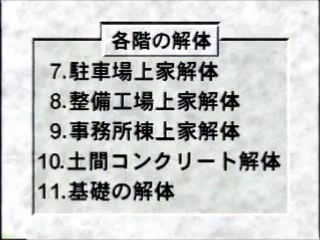 各階の解体
7.駐車場上家解体
8.整備工場上家解体
9.事務所棟上家解体
10.土間コンクリート解体
11.基礎の解体